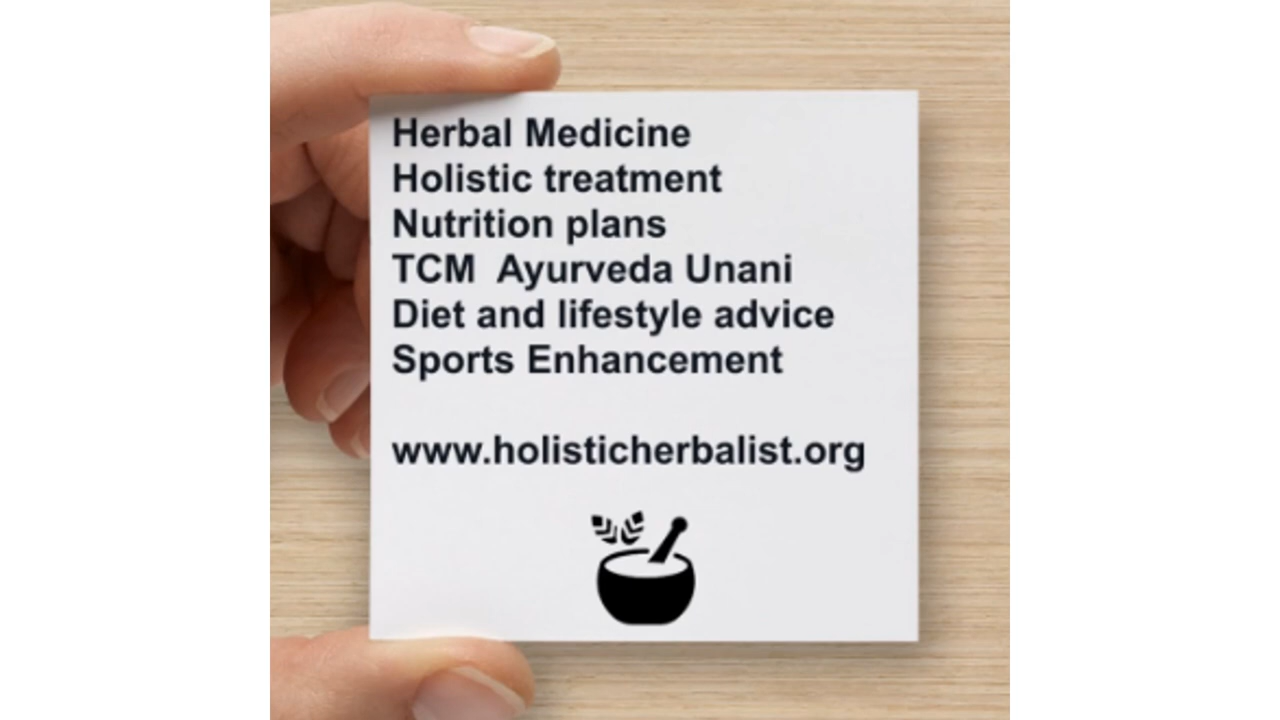 Herbal Medicine
Holistic treatment
Nutrition plans
TCM  Ayurveda Unani
Diet and lifestyle advice
Sports Enhancement
www.holisticherbalist.org